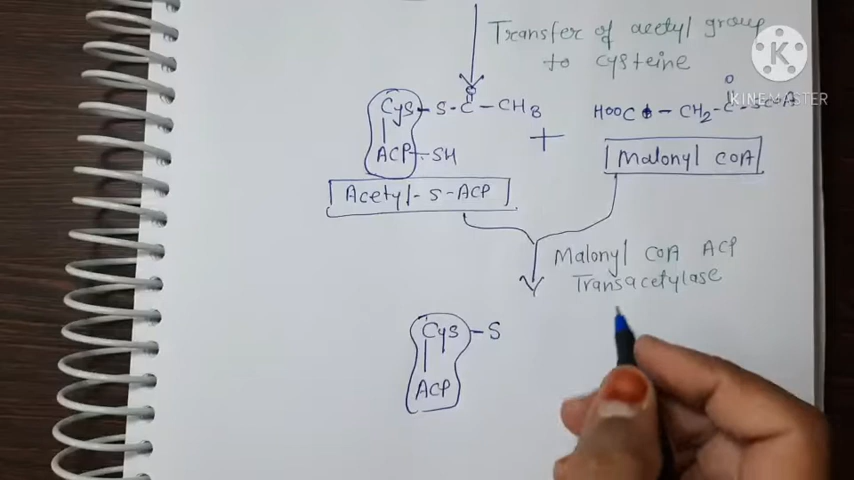 Transfer of acetyl group
to cysteine
K
KINEMASTER
Cys - S - C - CH3
O
ACP - SH
+
O
HOOC - CH2 - C - SCOA
Acetyl - S - ACP
Malonyl COA
Malonyl COA ACP
Transacetylase
Cys - S
ACP